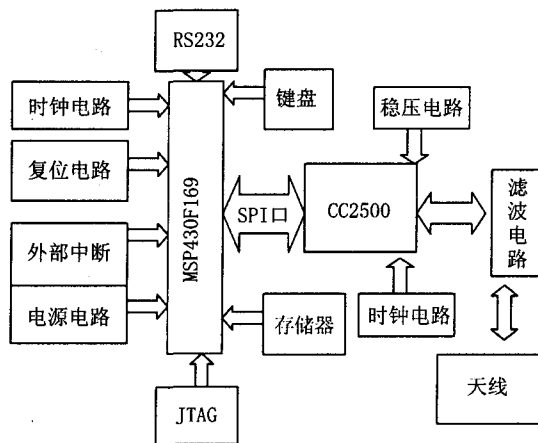 RS232
时钟电路
键盘
稳压电路
复位电路
MSP430F169
SPI口
CC2500
滤波电路
外部中断
电源电路
存储器
时钟电路
天线
JTAG